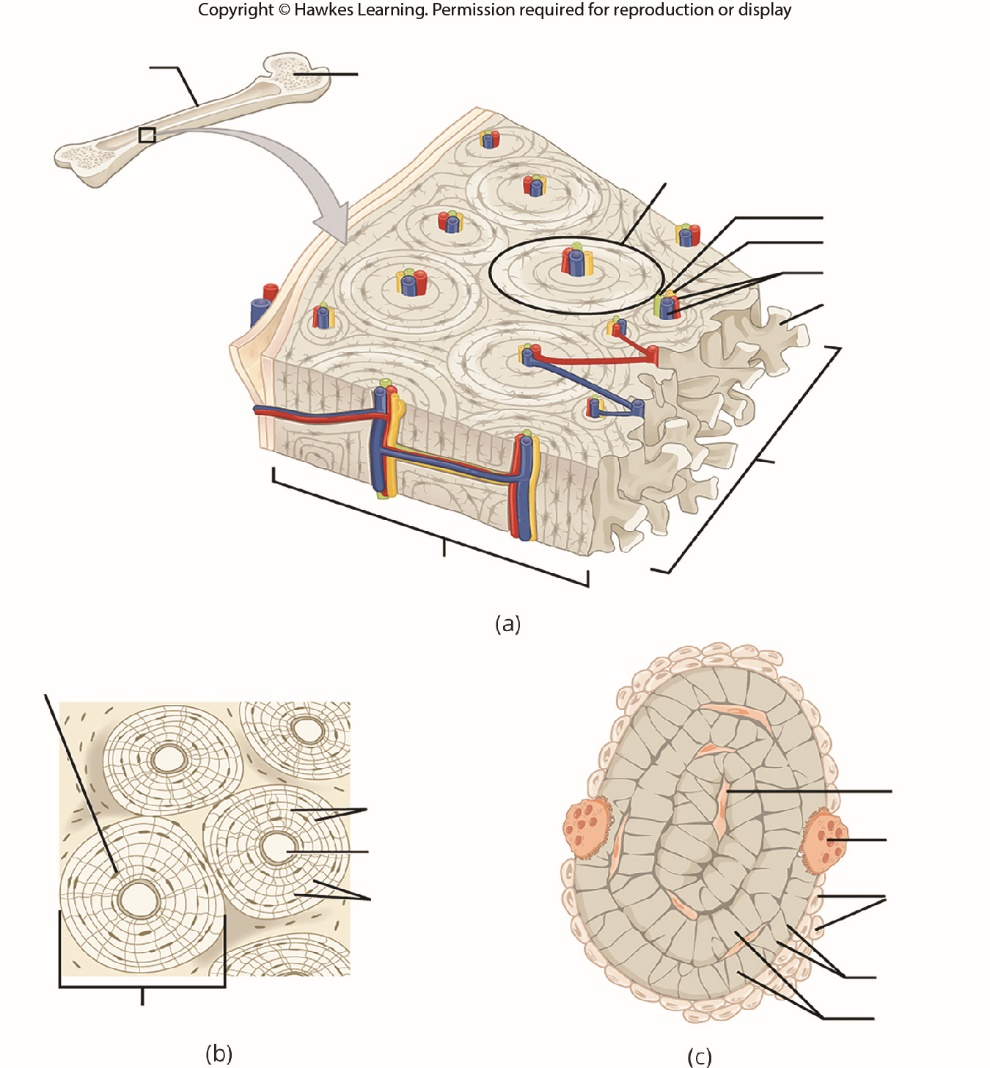 Copyright © Hawkes Learning. Permission required for reproduction or display
(a)
(b)
(c)